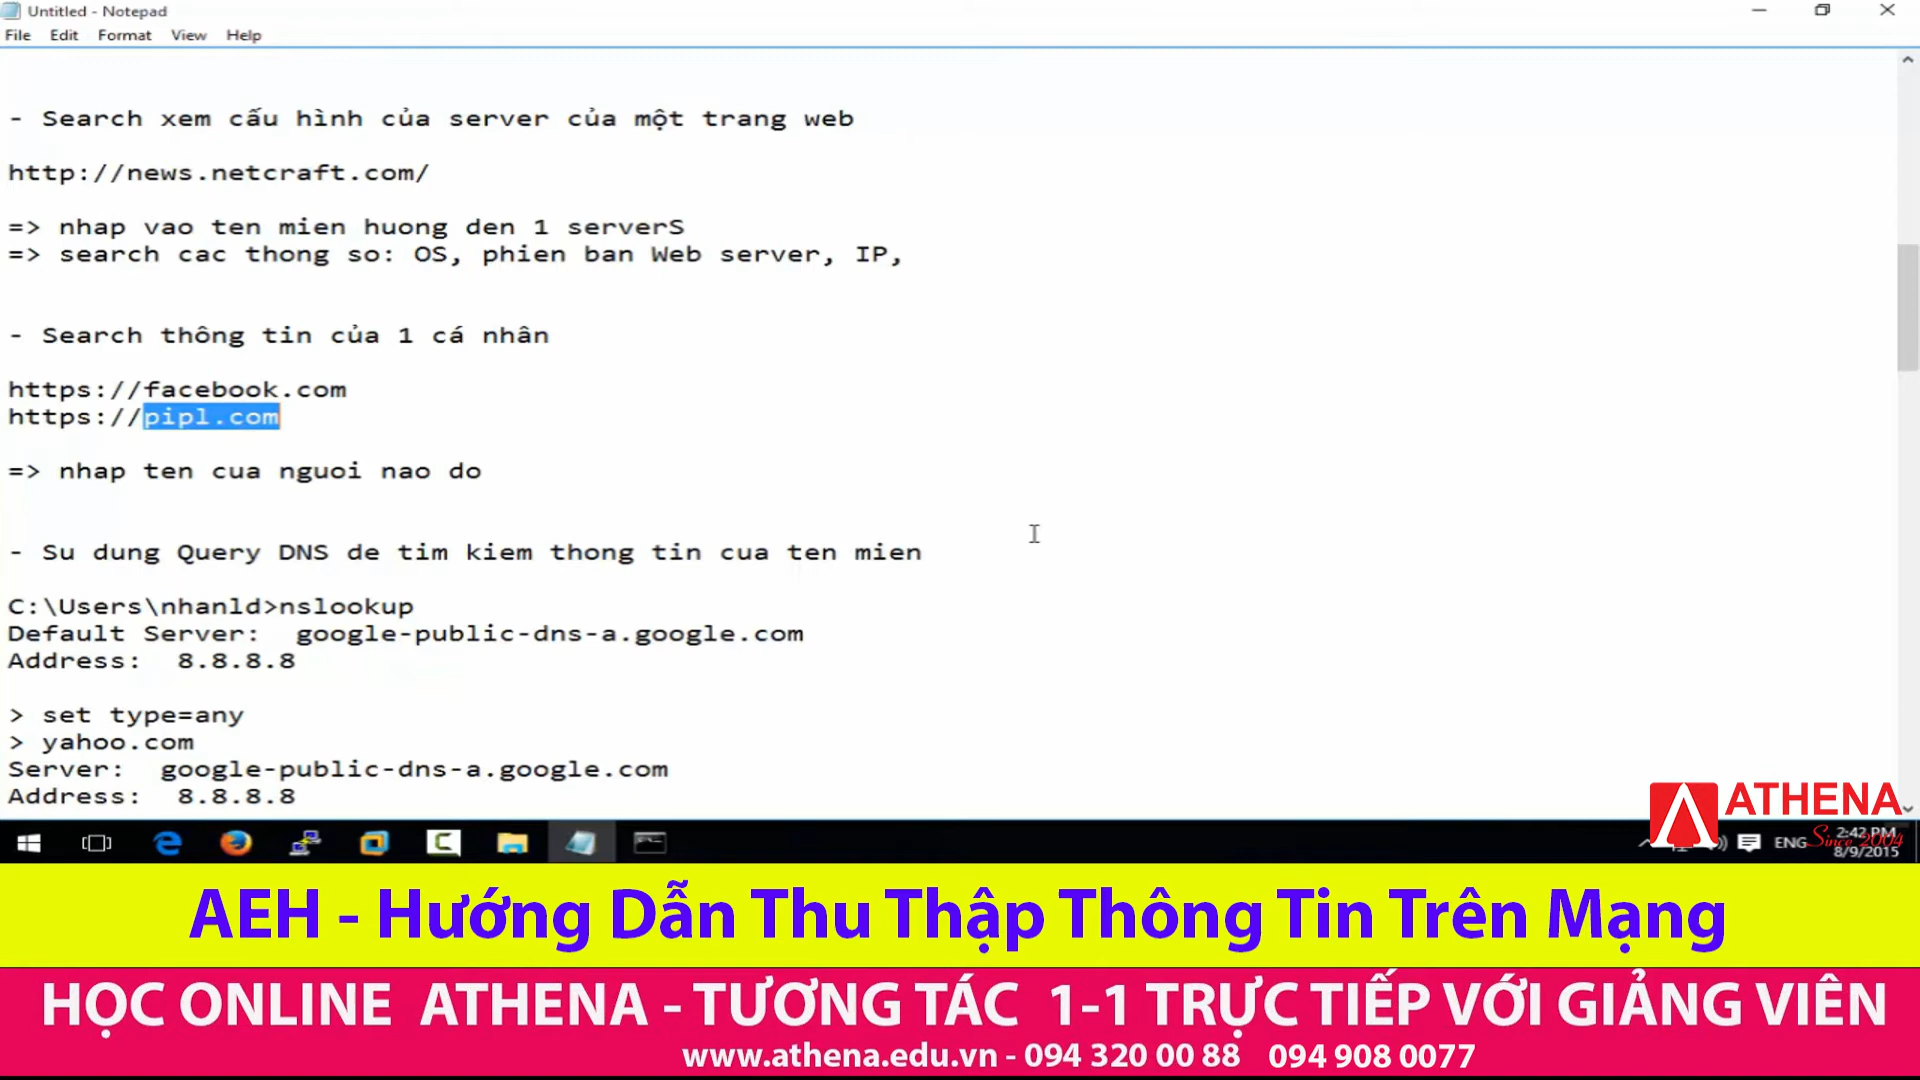 Untitled - Notepad
File Edit Format View Help
- Search xem cấu hình của server của một trang web
http://news.netcraft.com/
=> nhap vao ten mien huong den 1 serverS
=> search cac thong so: OS, phien ban Web server, IP,
- Search thông tin của 1 cá nhân
https://facebook.com
https://pipl.com
=> nhap ten cua nguoi nao do
- Su dung Query DNS de tim kiem thong tin cua ten mien
C:\Users\nhanld>nslookup
Default Server:  google-public-dns-a.google.com
Address:  8.8.8.8
> set type=any
> yahoo.com
Server:  google-public-dns-a.google.com
Address:  8.8.8.8
ATHENA
Since 2004
ENG
2:42 PM
8/9/2015
AEH - Hướng Dẫn Thu Thập Thông Tin Trên Mạng
HỌC ONLINE ATHENA - TƯƠNG TÁC 1-1 TRỰC TIẾP VỚI GIẢNG VIÊN
www.athena.edu.vn - 094 320 00 88 094 908 0077